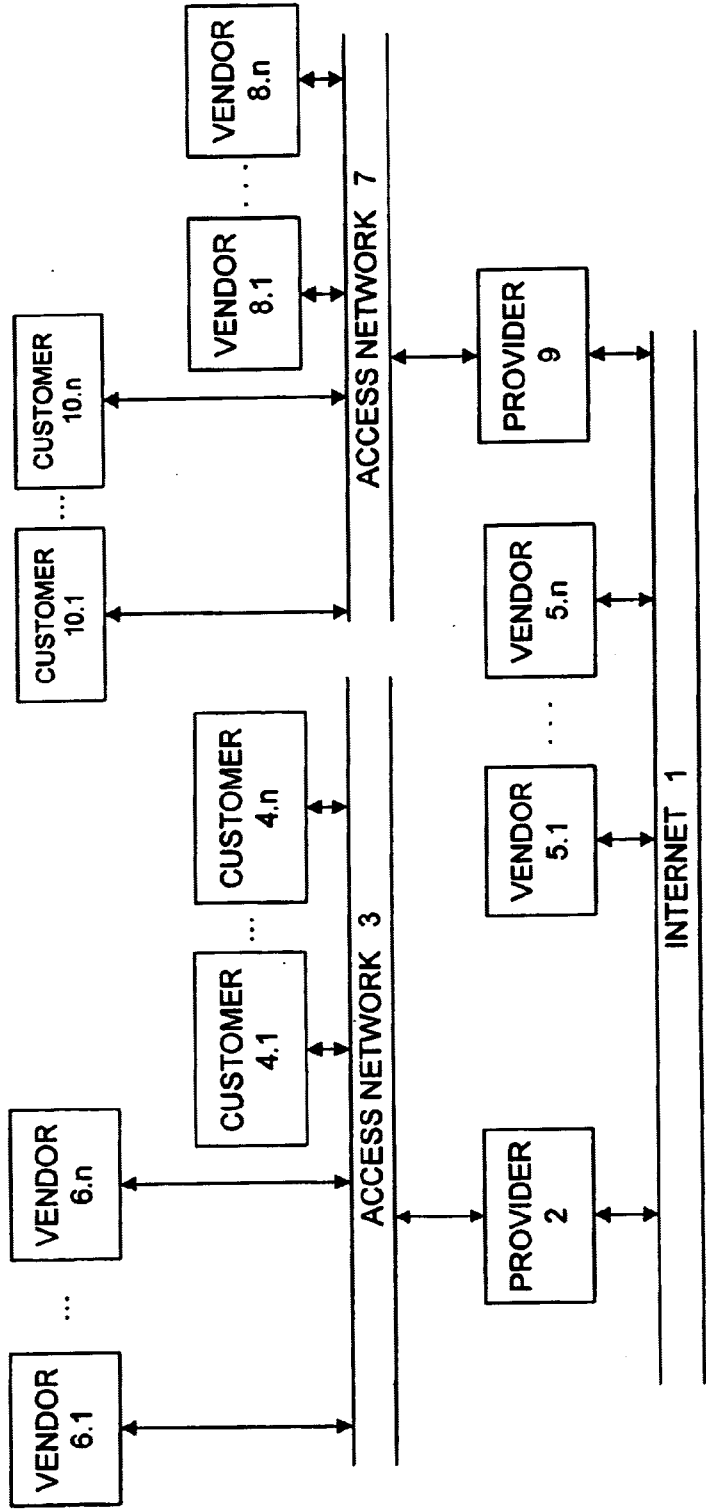 VENDOR
6.1
...
VENDOR
6.n
CUSTOMER
10.1
...
CUSTOMER
10.n
CUSTOMER
4.1
...
CUSTOMER
4.n
VENDOR
8.1
. . . .
VENDOR
8.n
ACCESS NETWORK 3
ACCESS NETWORK 7
PROVIDER
2
VENDOR
5.1
. . . .
VENDOR
5.n
PROVIDER
9
INTERNET 1